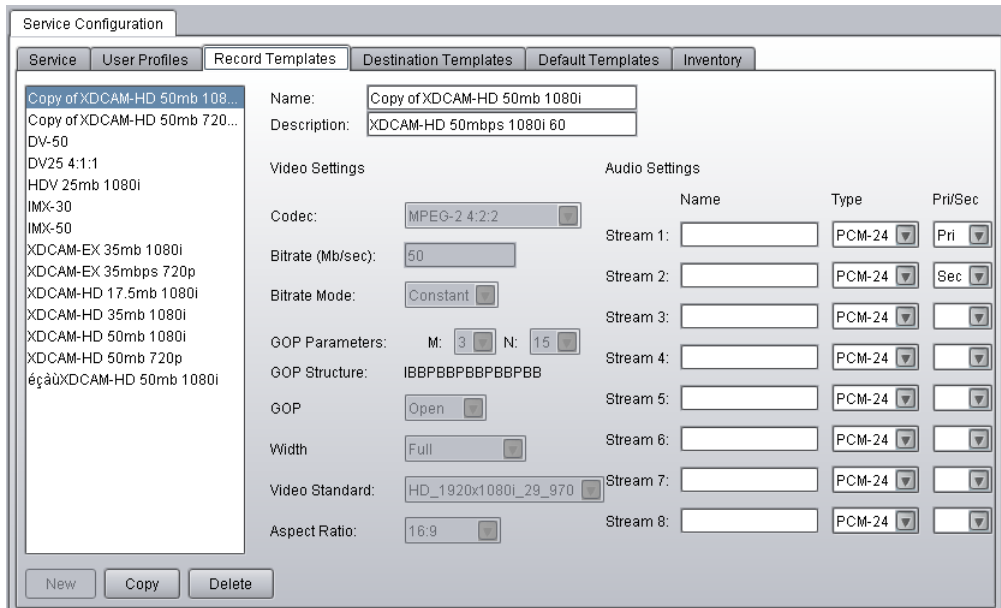 Service Configuration
Service
User Profiles
Record Templates
Destination Templates
Default Templates
Inventory
Copy of XDCAM-HD 50mb 108...
Copy of XDCAM-HD 50mb 720...
DV-50
DV25 4:1:1
HDV 25mb 1080i
IMX-30
IMX-50
XDCAM-EX 35mb 1080i
XDCAM-EX 35mbps 720p
XDCAM-HD 17.5mb 1080i
XDCAM-HD 35mb 1080i
XDCAM-HD 50mb 1080i
XDCAM-HD 50mb 720p
éçàùXDCAM-HD 50mb 1080i
Name: Copy of XDCAM-HD 50mb 1080i
Description: XDCAM-HD 50mbps 1080i 60
Video Settings
Codec: MPEG-2 4:2:2
Bitrate (Mb/sec): 50
Bitrate Mode: Constant
GOP Parameters: M: 3 N: 15
GOP Structure: IBBPBBPBBPBBPBB
GOP Open
Width Full
Video Standard: HD_1920x1080i_29_970
Aspect Ratio: 16:9
Audio Settings
Name Type Pri/Sec
Stream 1: PCM-24 Pri
Stream 2: PCM-24 Sec
Stream 3: PCM-24
Stream 4: PCM-24
Stream 5: PCM-24
Stream 6: PCM-24
Stream 7: PCM-24
Stream 8: PCM-24
New Copy Delete